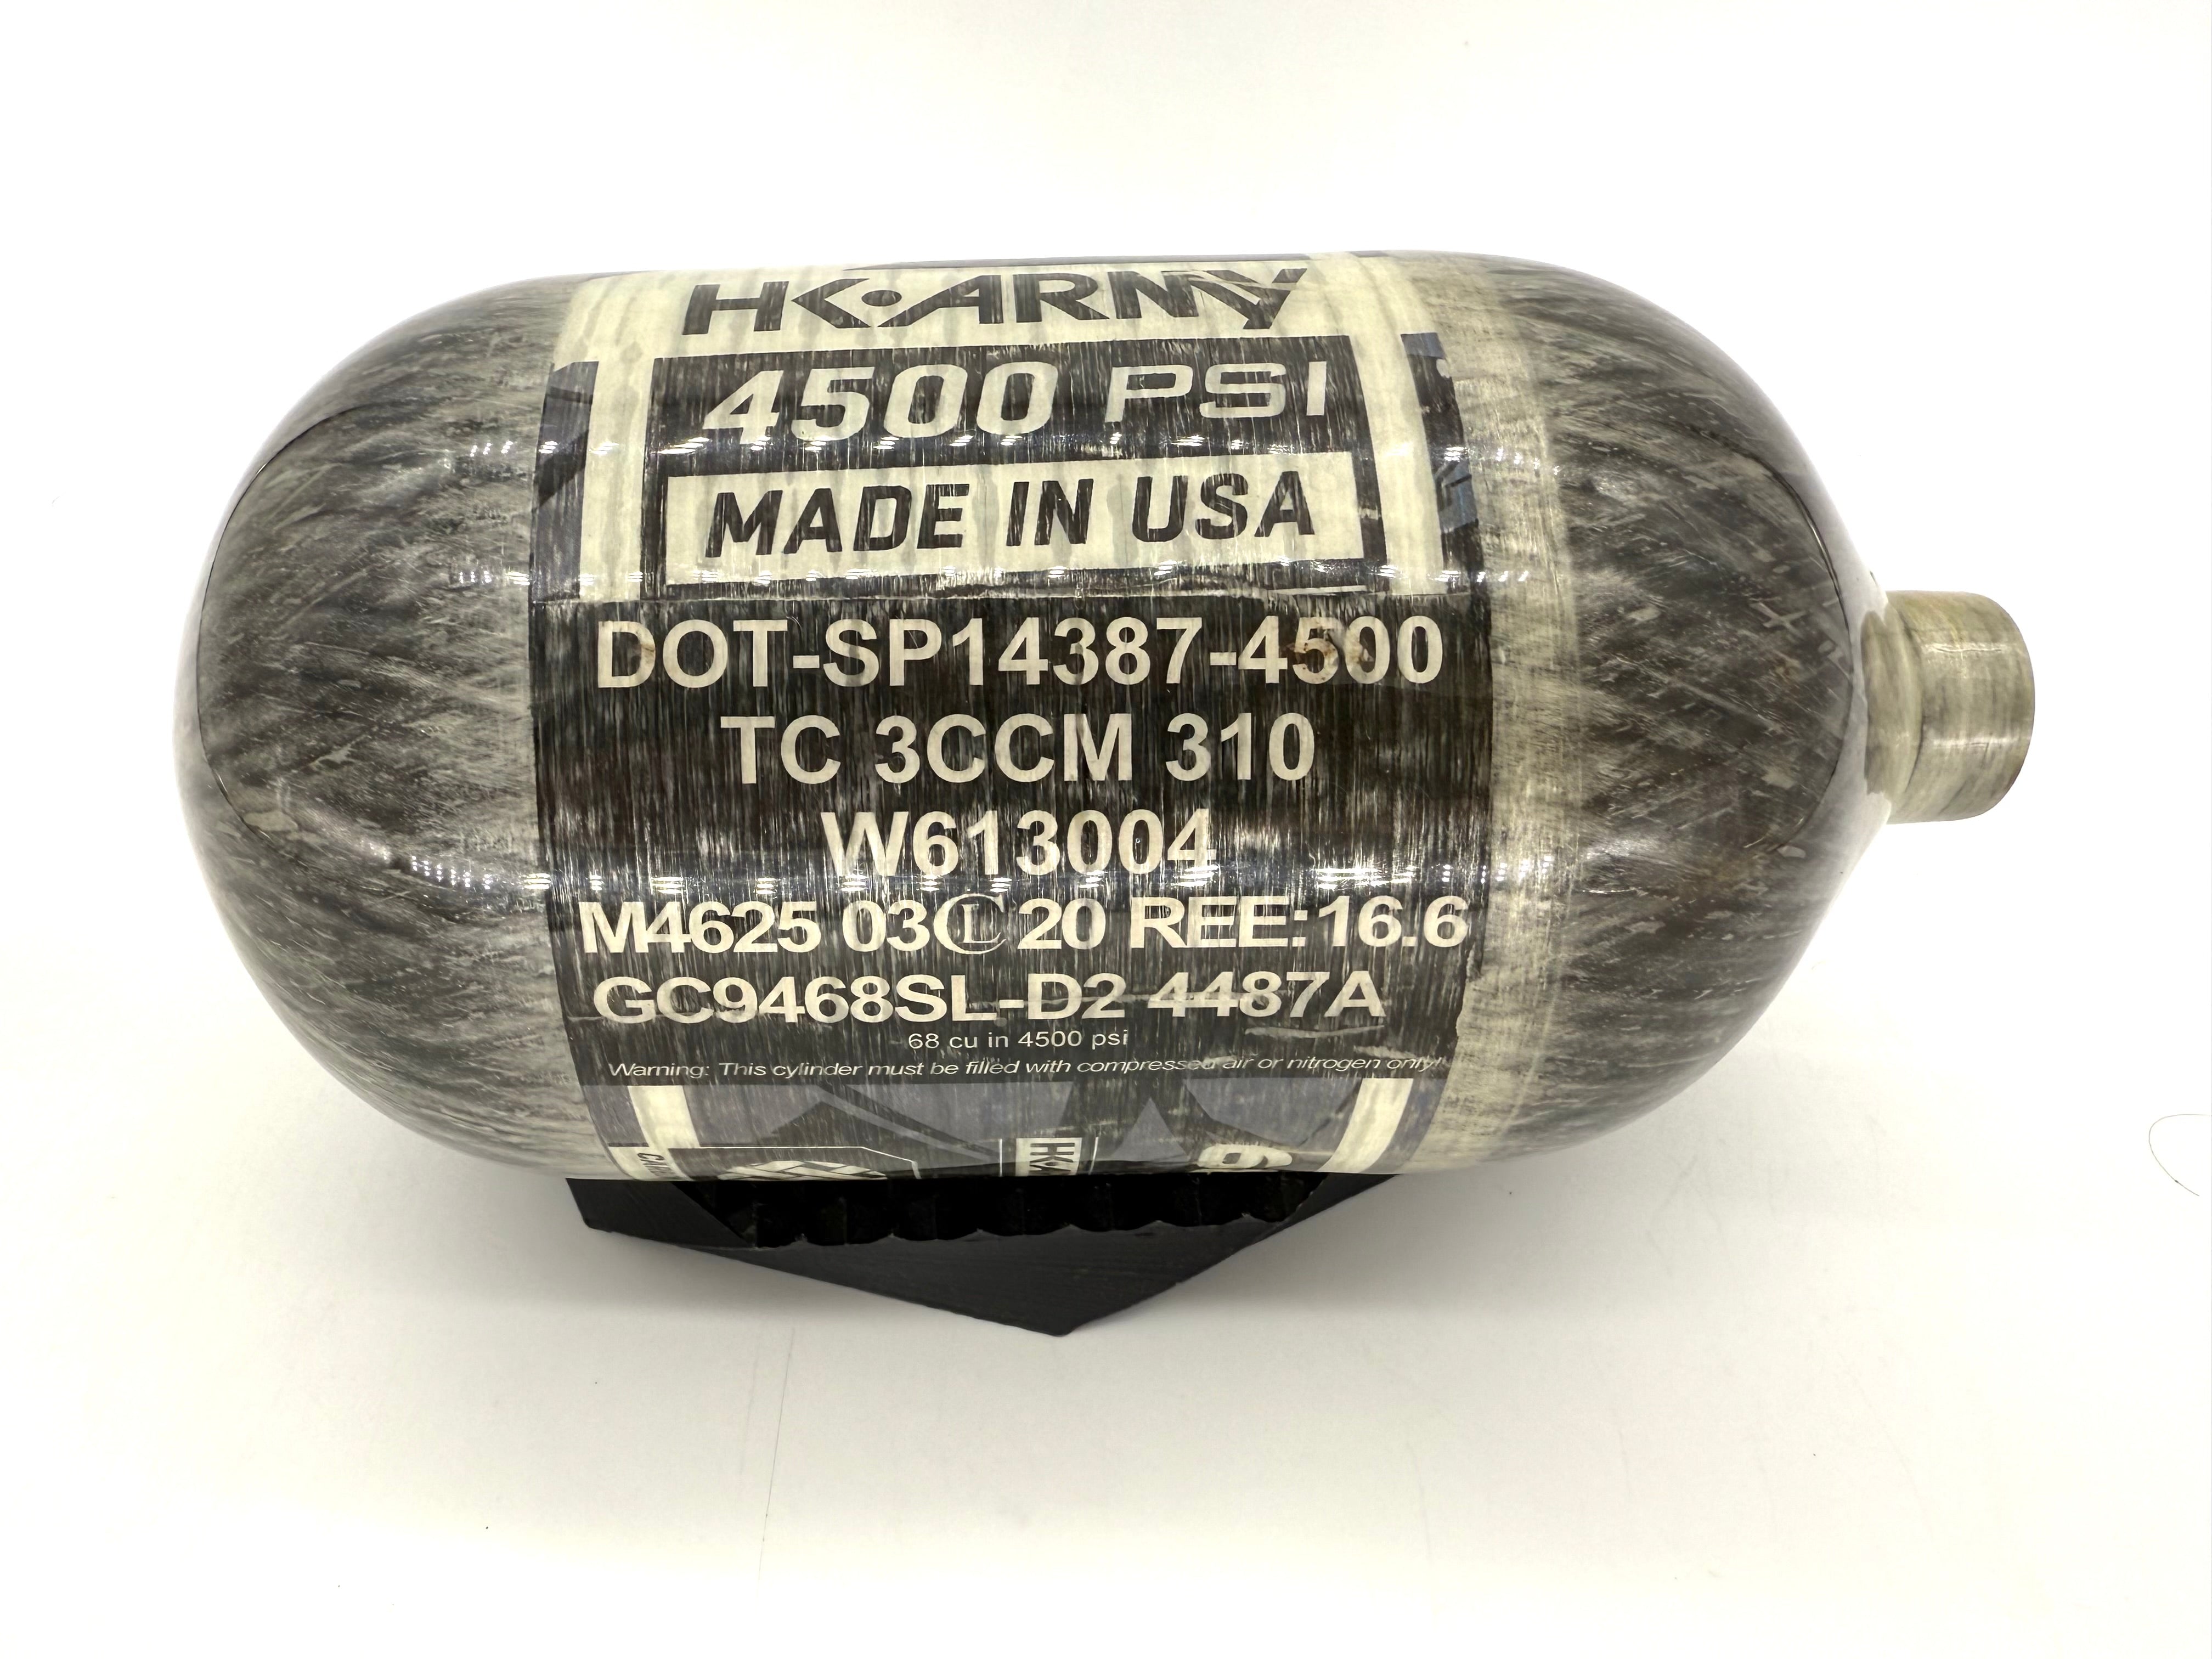 HK•ARMY
4500 PSI
MADE IN USA
DOT-SP14387-4500
TC 3CCM 310
W613004
M4625 03CL20 REE:16.6
GC9468SL-D2 4487A
68 cu in 4500 psi
Warning: This cylinder must be filled with compressed air or nitrogen only!
HK